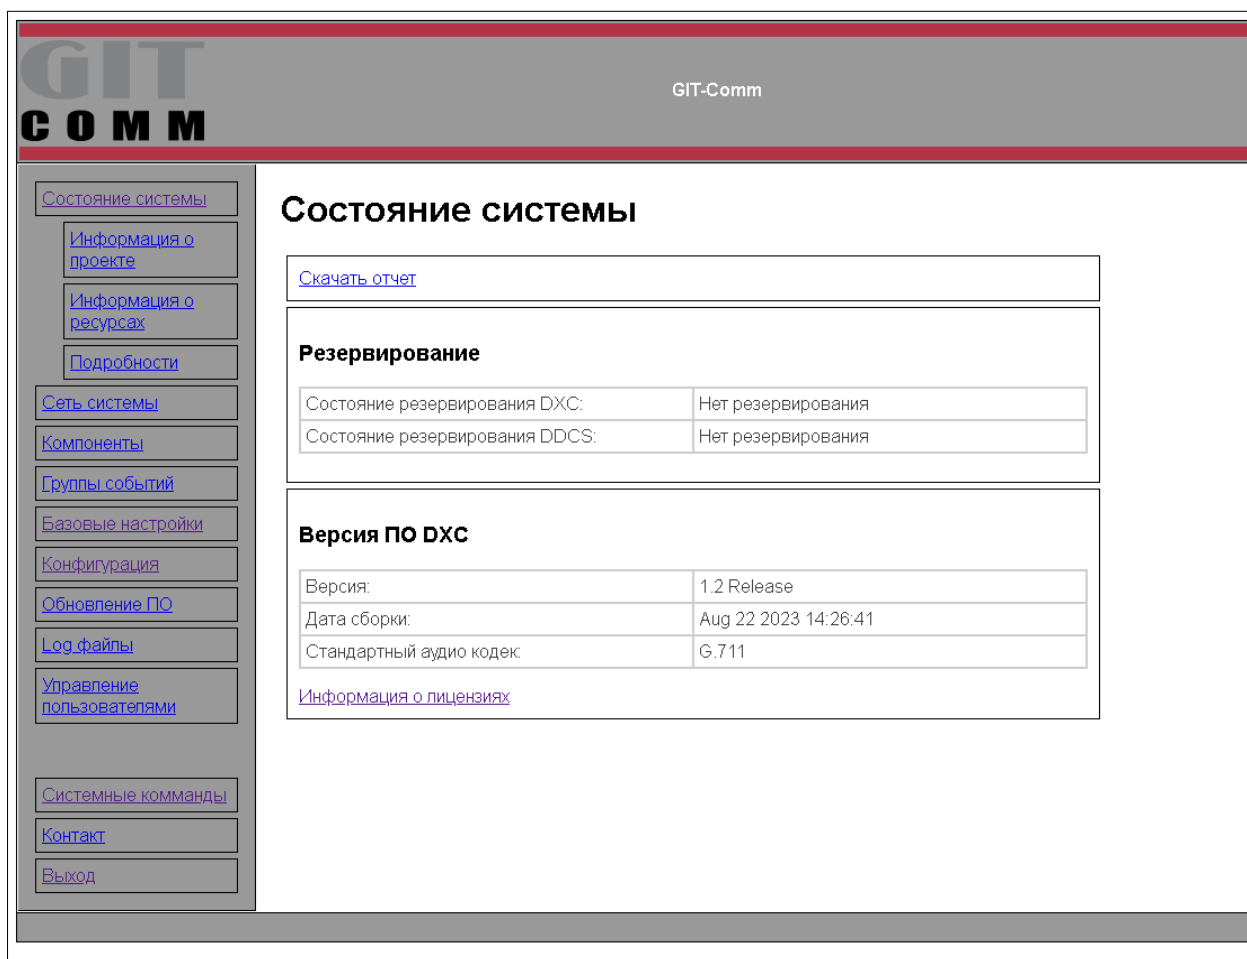 GIT
COMM
GIT-Comm
Состояние системы
Информация о
проекте
Информация о
ресурсах
Подробности
Сеть системы
Компоненты
Группы событий
Базовые настройки
Конфигурация
Обновление ПО
Log файлы
Управление
пользователями
Системные комманды
Контакт
Выход
Состояние системы
Скачать отчет
Резервирование
Состояние резервирования DXC: Нет резервирования
Состояние резервирования DDCS: Нет резервирования
Версия ПО DXC
Версия: 1.2 Release
Дата сборки: Aug 22 2023 14:26:41
Стандартный аудио кодек: G.711
Информация о лицензиях